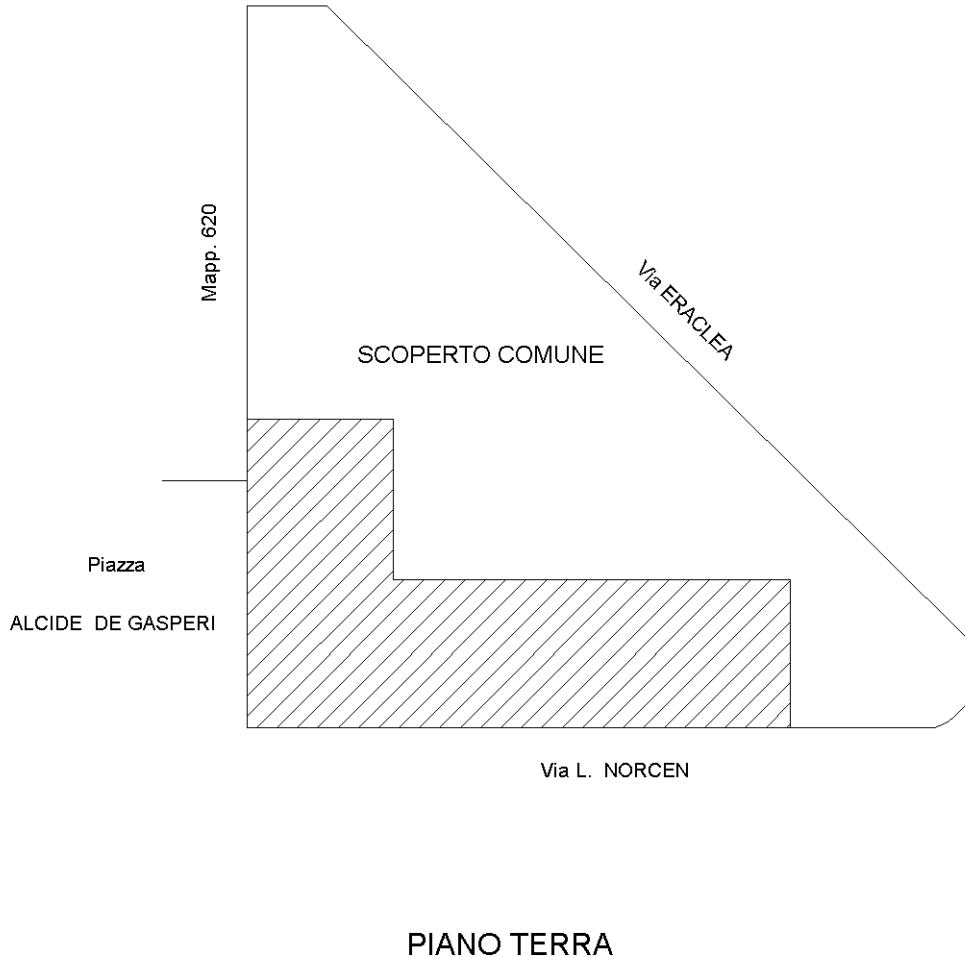 Mapp. 620
Via ERACLEA
SCOPERTO COMUNE
Piazza
ALCIDE DE GASPERI
Via L. NORCEN
PIANO TERRA